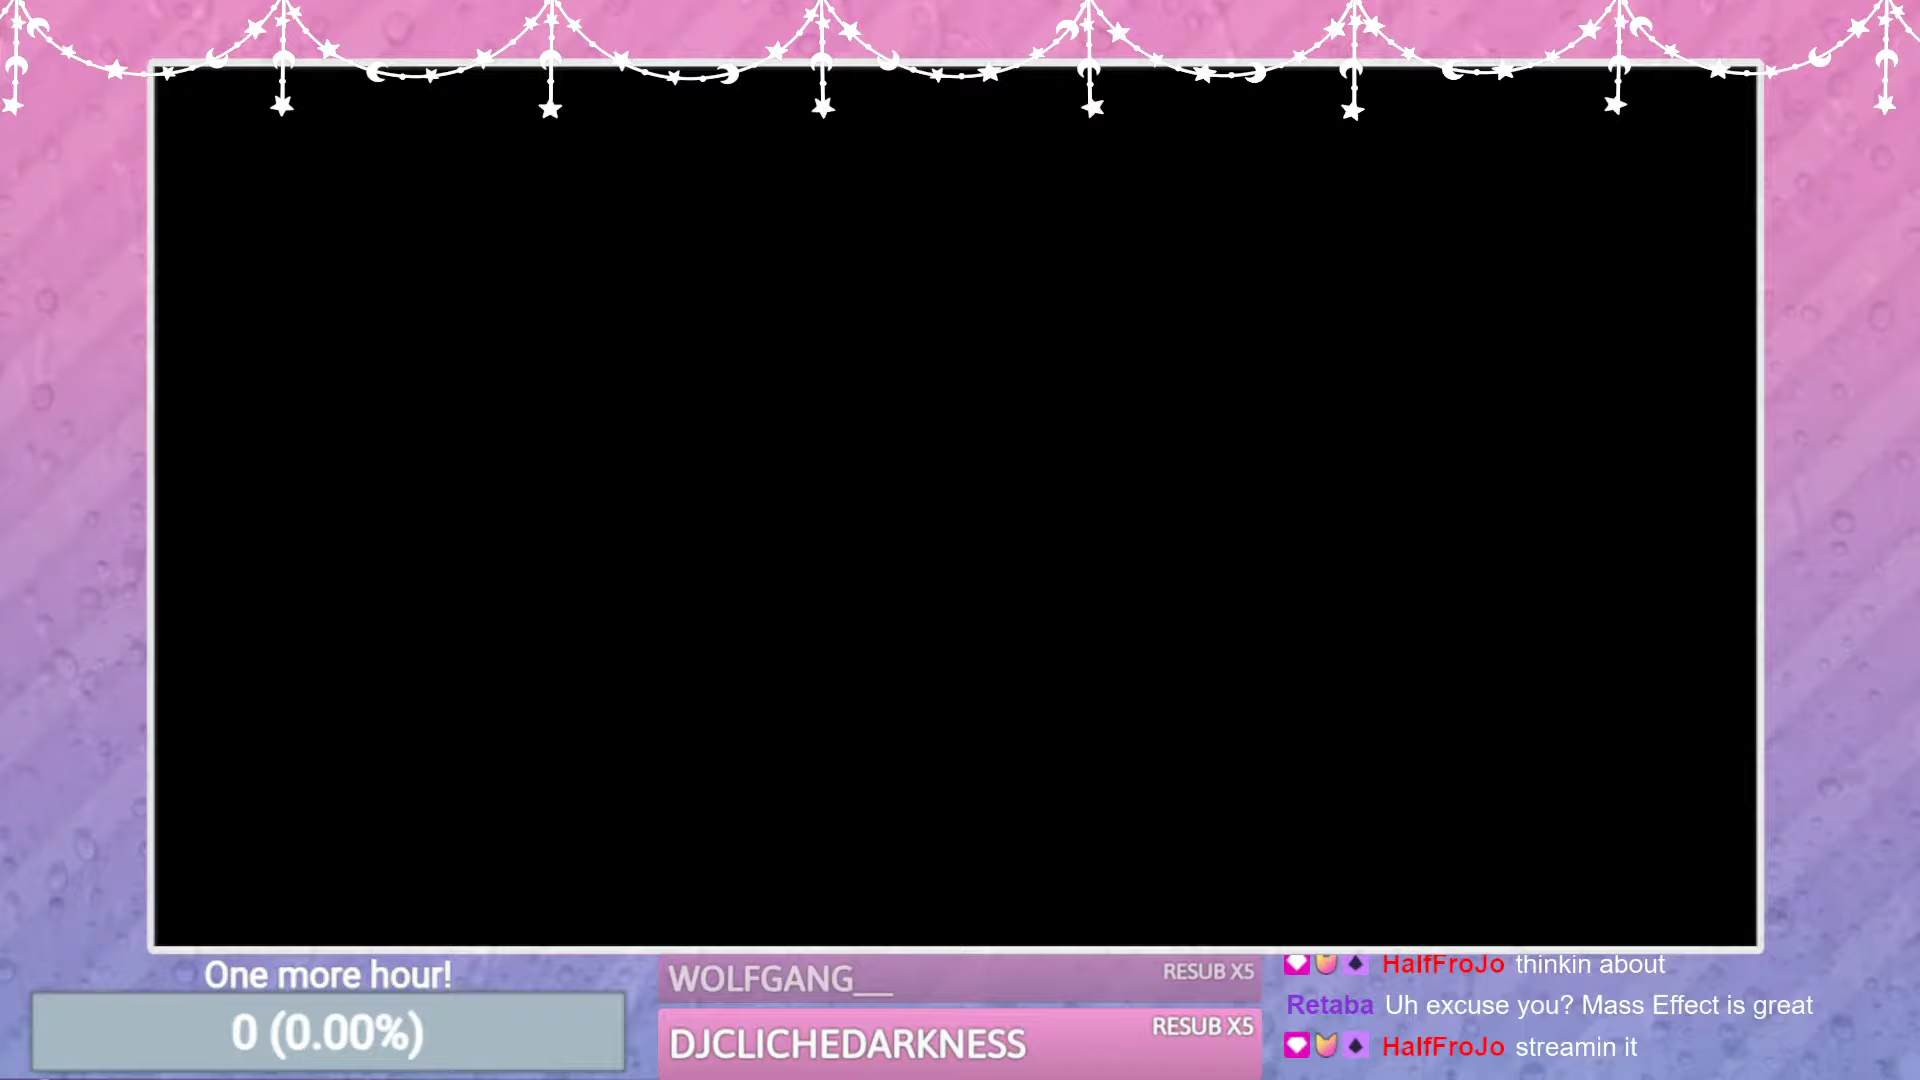 One more hour!
0 (0.00%)
WOLFGANG__ RESUB X5
DJCLICHEDARKNESS RESUB X5
HalfFroJo thinkin about
Retaba Uh excuse you? Mass Effect is great
HalfFroJo streamin it